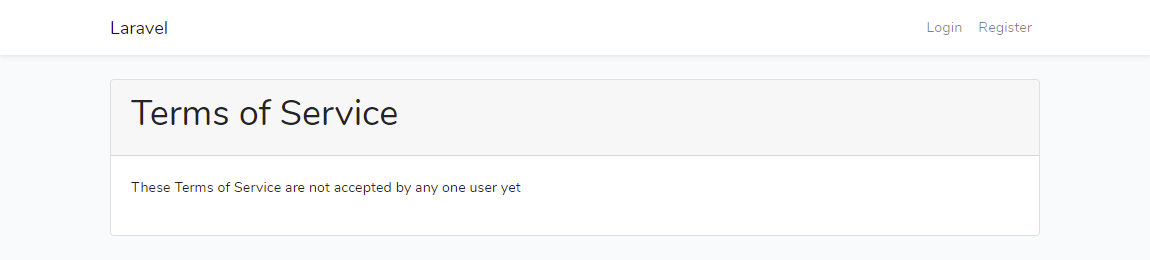 Laravel
Login Register
Terms of Service
These Terms of Service are not accepted by any one user yet